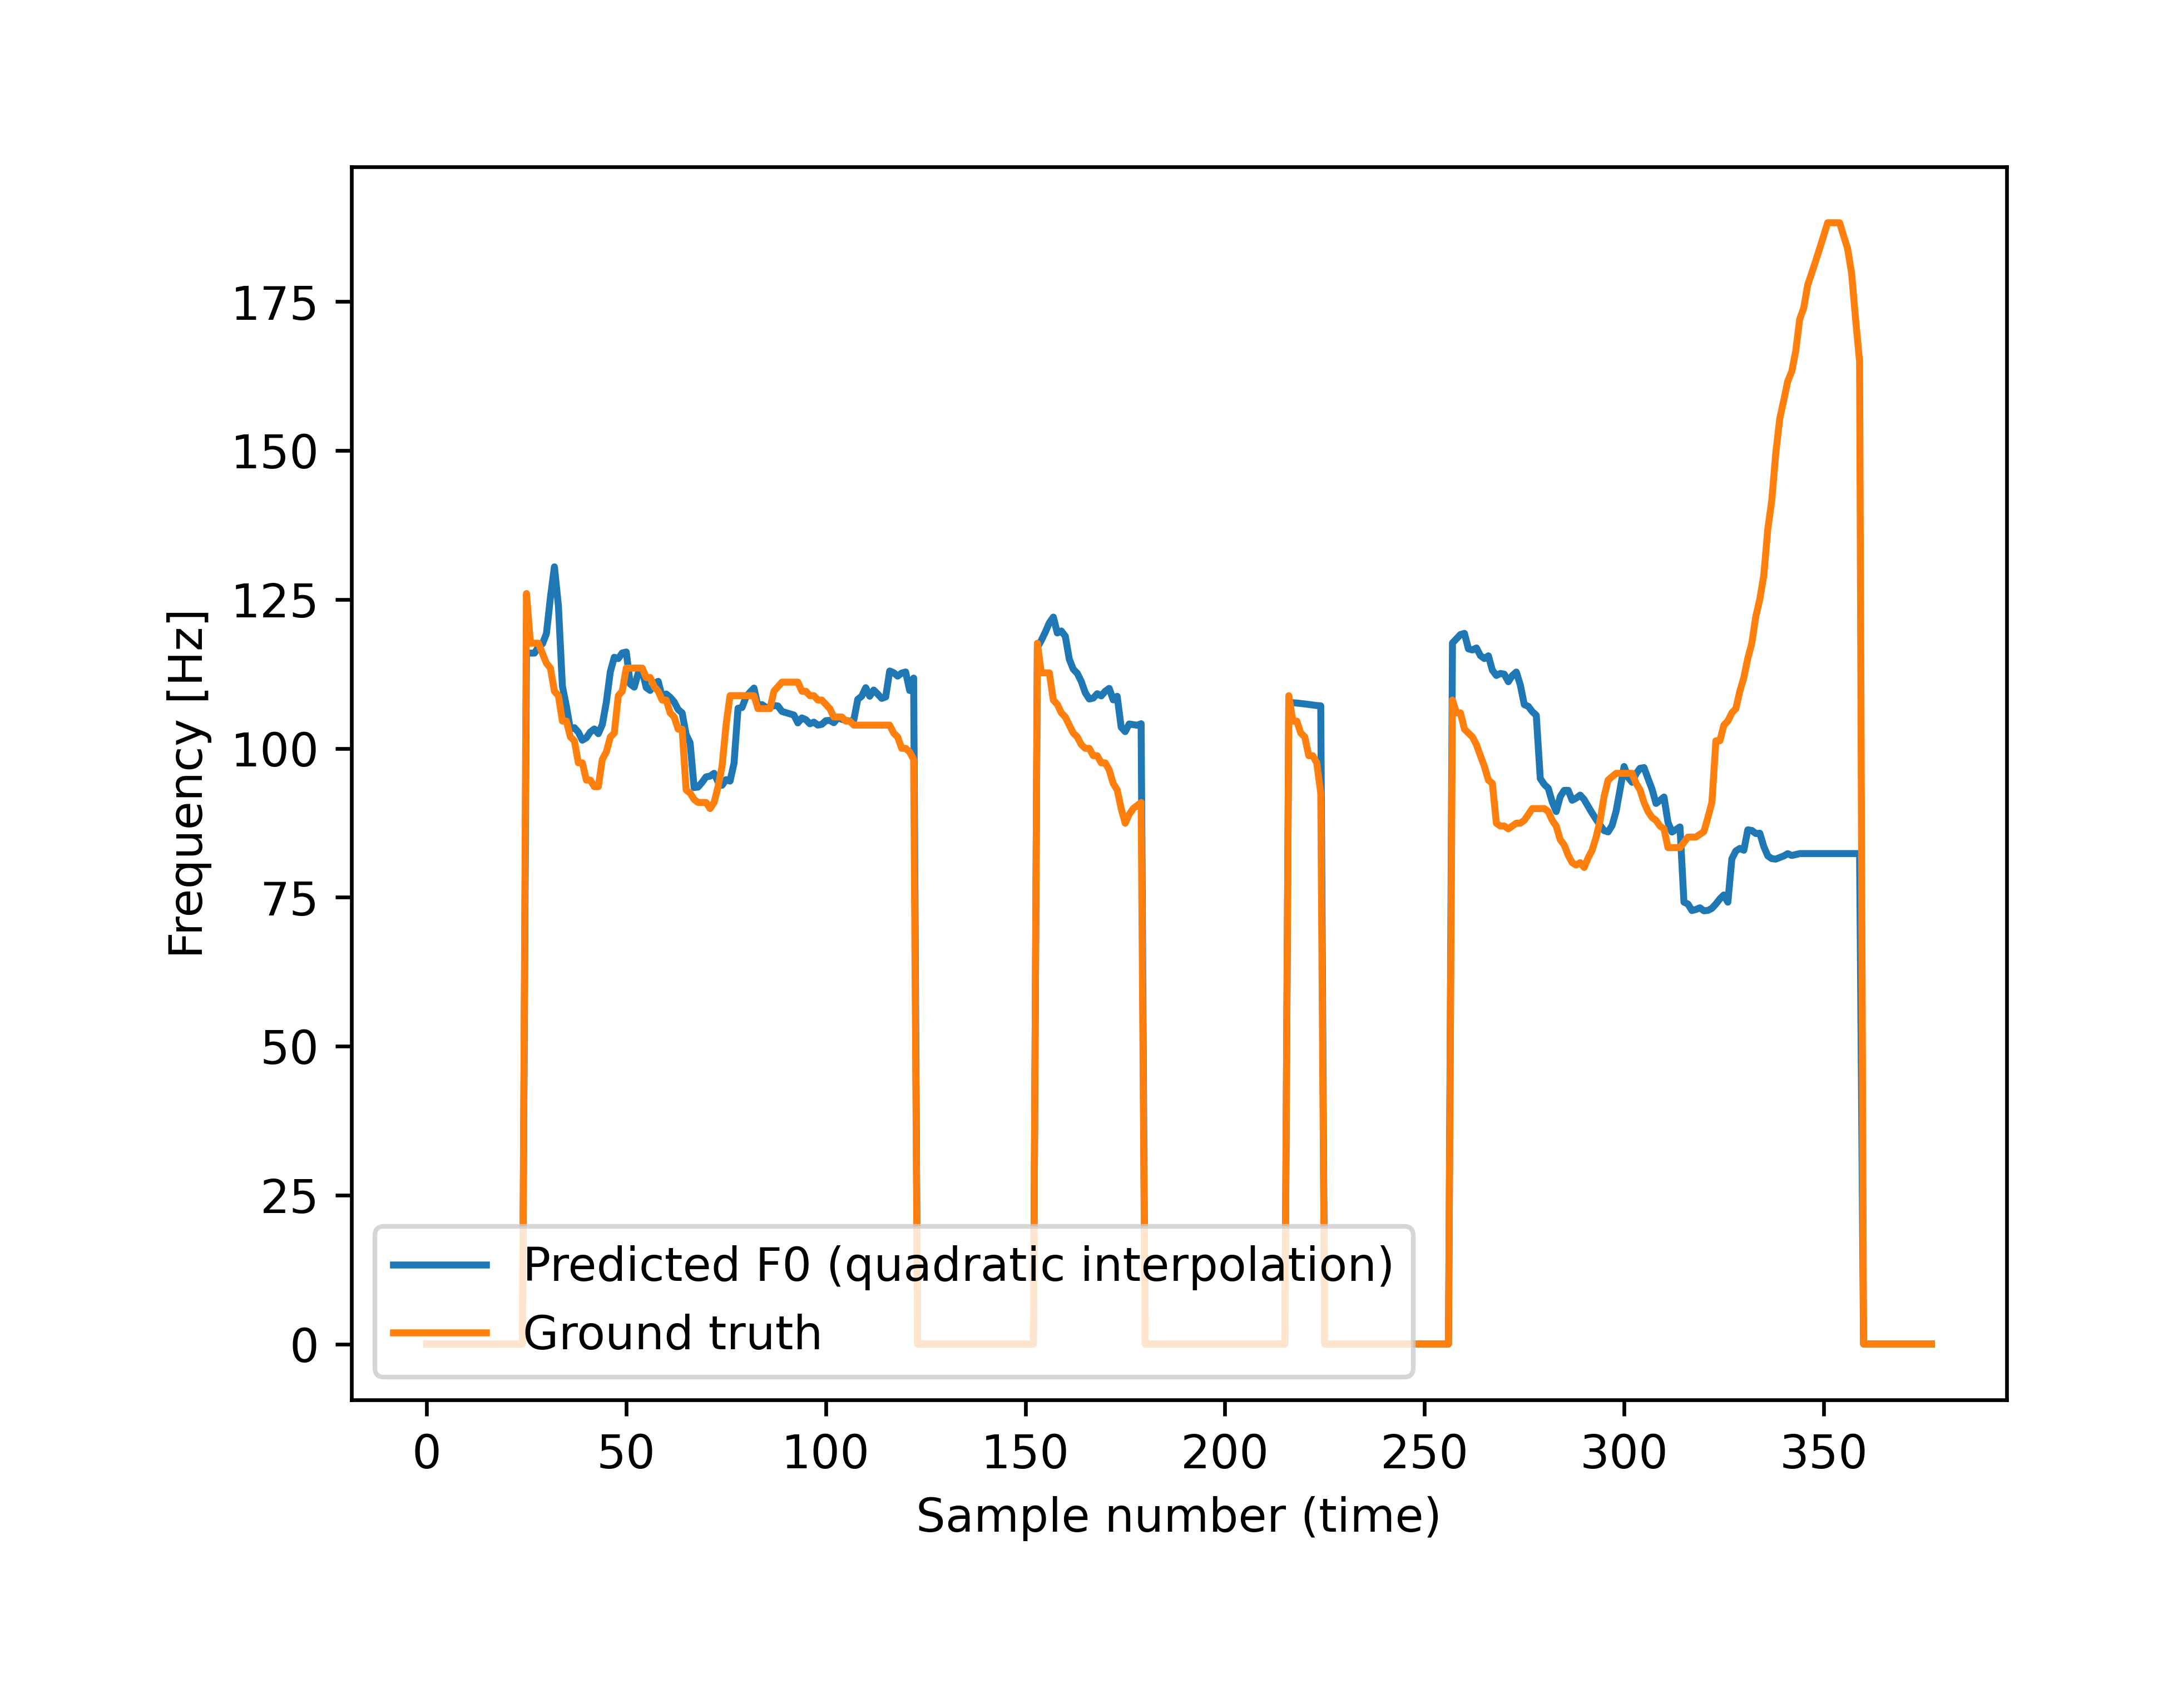 175
150
125
100
75
50
25
0
Frequency [Hz]
Predicted F0 (quadratic interpolation)
Ground truth
0 50 100 150 200 250 300 350
Sample number (time)